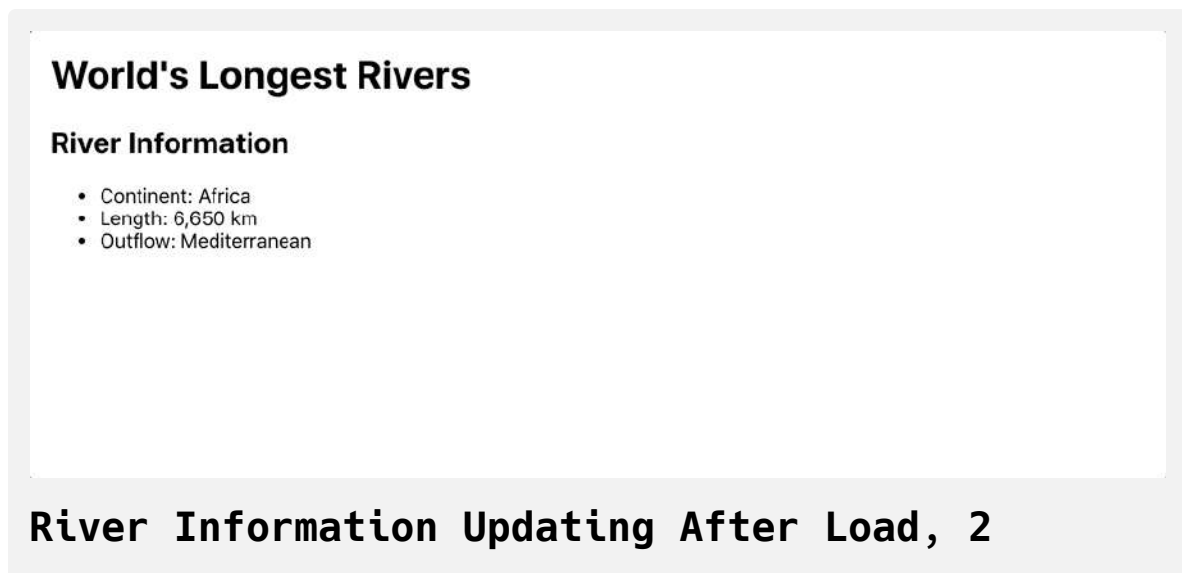 World's Longest Rivers
River Information
• Continent: Africa
• Length: 6,650 km
• Outflow: Mediterranean
River Information Updating After Load, 2